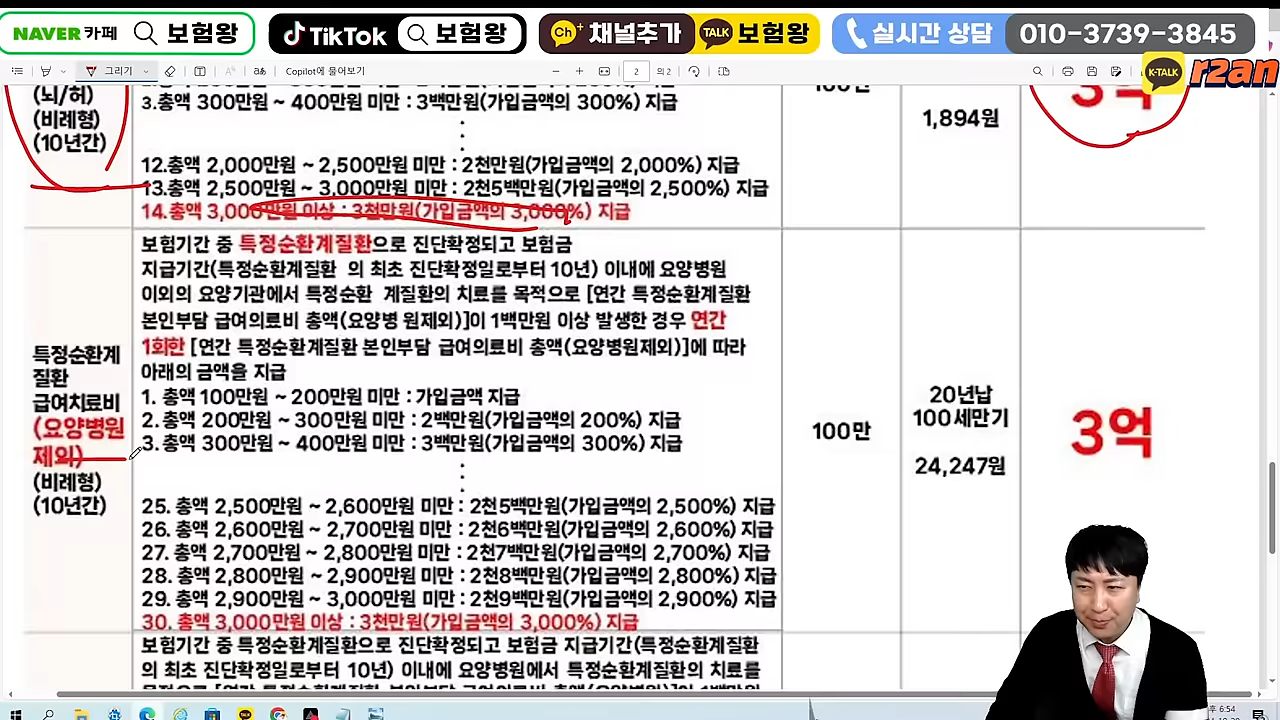 NAVER 카페 보험왕 TikTok 보험왕 Ch+ 채널추가 TALK 보험왕 실시간 상담 010-3739-3845
그리기 Copilot에 물어보기 2 의 2 K-TALK r2an
(뇌/허)
(비례형)
(10년간)
3.총액 300만원 ~ 400만원 미만 : 3백만원(가입금액의 300%) 지급
12.총액 2,000만원 ~ 2,500만원 미만 : 2천만원(가입금액의 2,000%) 지급
13.총액 2,500만원 ~ 3,000만원 미만 : 2천5백만원(가입금액의 2,500%) 지급
14.총액 3,000만원 이상 : 3천만원(가입금액의 3,000%) 지급
1,894원
3억
특정순환계
질환
급여치료비
(요양병원
제외)
(비례형)
(10년간)
보험기간 중 특정순환계질환으로 진단확정되고 보험금
지급기간(특정순환계질환 의 최초 진단확정일로부터 10년) 이내에 요양병원
이외의 요양기관에서 특정순환 계질환의 치료를 목적으로 [연간 특정순환계질환
본인부담 급여의료비 총액(요양병 원제외)]이 1백만원 이상 발생한 경우 연간
1회한 [연간 특정순환계질환 본인부담 급여의료비 총액(요양병원제외)]에 따라
아래의 금액을 지급
1. 총액 100만원 ~ 200만원 미만 : 가입금액 지급
2. 총액 200만원 ~ 300만원 미만 : 2백만원(가입금액의 200%) 지급
3.총액 300만원 ~ 400만원 미만 : 3백만원(가입금액의 300%) 지급
25. 총액 2,500만원 ~ 2,600만원 미만 : 2천5백만원(가입금액의 2,500%) 지급
26. 총액 2,600만원 ~ 2,700만원 미만 : 2천6백만원(가입금액의 2,600%) 지급
27. 총액 2,700만원 ~ 2,800만원 미만 : 2천7백만원(가입금액의 2,700%) 지급
28. 총액 2,800만원 ~ 2,900만원 미만 : 2천8백만원(가입금액의 2,800%) 지급
29. 총액 2,900만원 ~ 3,000만원 미만 : 2천9백만원(가입금액의 2,900%) 지급
30. 총액 3,000만원 이상 : 3천만원(가입금액의 3,000%) 지급
100만
20년납
100세만기
24,247원
3억
보험기간 중 특정순환계질환으로 진단확정되고 보험금 지급기간(특정순환계질환
의 최초 진단확정일로부터 10년) 이내에 요양병원에서 특정순환계질환의 치료를
6:54